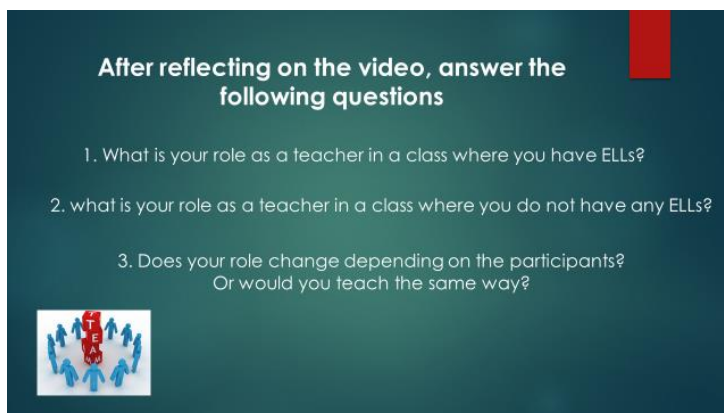 After reflecting on the video, answer the
following questions
1. What is your role as a teacher in a class where you have ELLs?
2. what is your role as a teacher in a class where you do not have any ELLs?
3. Does your role change depending on the participants?
Or would you teach the same way?
T
E
A
M